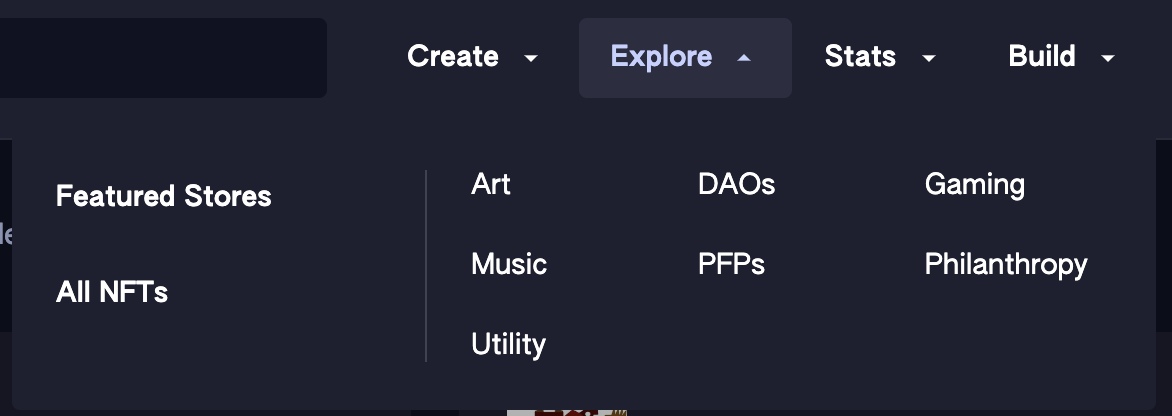 Create
Explore
Stats
Build
Featured Stores
All NFTs
Art
DAOs
Gaming
Music
PFPs
Philanthropy
Utility